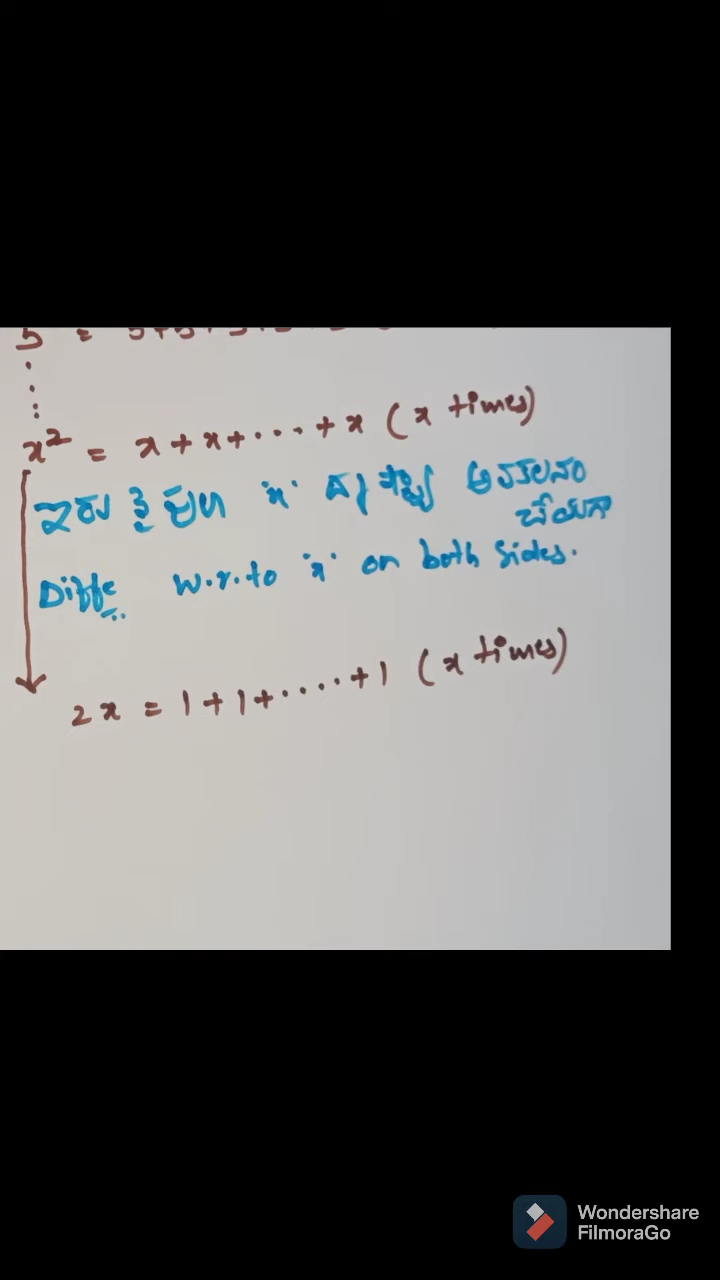 ⋮
x² = x + x + ···· + x (x times)
ఇరు వైపుల 'x' దృష్ట్యా అవకలనం
చేయగా
Diffe w.r.to 'x' on both sides.
2x = 1 + 1 + ····· + 1 (x times)
Wondershare
FilmoraGo